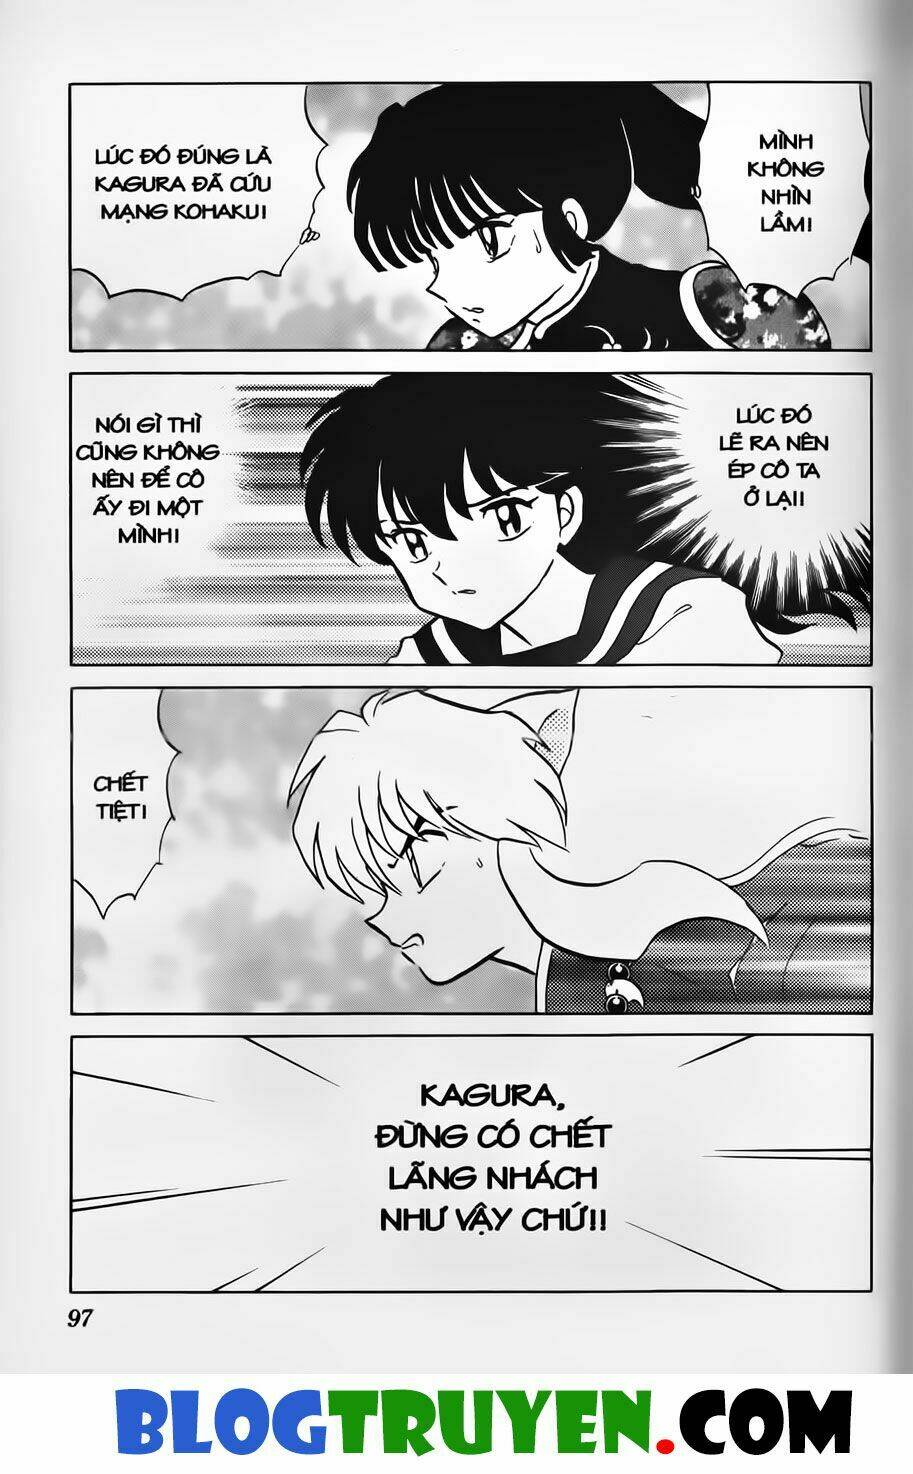 MÌNH
KHÔNG
NHÌN
LẦM!
LÚC ĐÓ ĐÚNG LÀ
KAGURA ĐÃ CỨU
MẠNG KOHAKU!
LÚC ĐÓ
LẼ RA NÊN
ÉP CÔ TA
Ở LẠI!
NÓI GÌ THÌ
CŨNG KHÔNG
NÊN ĐỂ CÔ
ẤY ĐI MỘT
MÌNH!
CHẾT
TIỆT!
KAGURA,
ĐỪNG CÓ CHẾT
LÃNG NHÁCH
NHƯ VẬY CHỨ!!
97
BLOGTRUYEN.COM